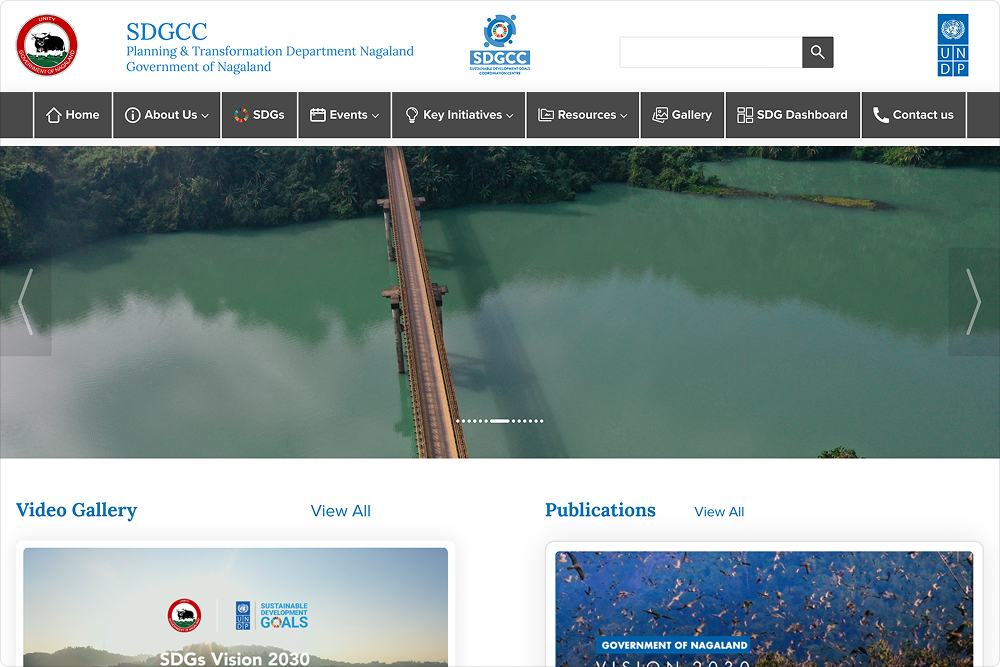 UNITY
GOVERNMENT OF NAGALAND
SDGCC
Planning & Transformation Department Nagaland
Government of Nagaland
SDGCC
SUSTAINABLE DEVELOPMENT GOALS
COORDINATION CENTRE
U N
D P
Home
About Us
SDGs
Events
Key Initiatives
Resources
Gallery
SDG Dashboard
Contact us
Video Gallery
View All
Publications
View All
U N
D P
SUSTAINABLE
DEVELOPMENT
GOALS
SDGs Vision 2030
GOVERNMENT OF NAGALAND
VISION 2030